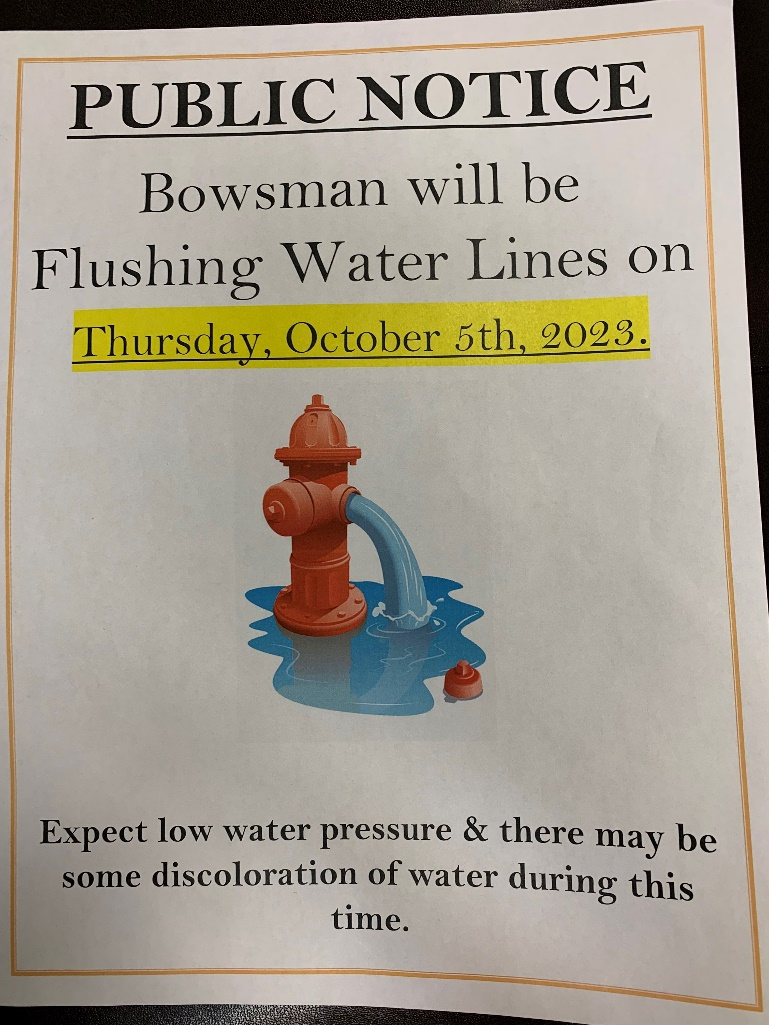 PUBLIC NOTICE
Bowsman will be
Flushing Water Lines on
Thursday, October 5th, 2023.
Expect low water pressure & there may be
some discoloration of water during this
time.